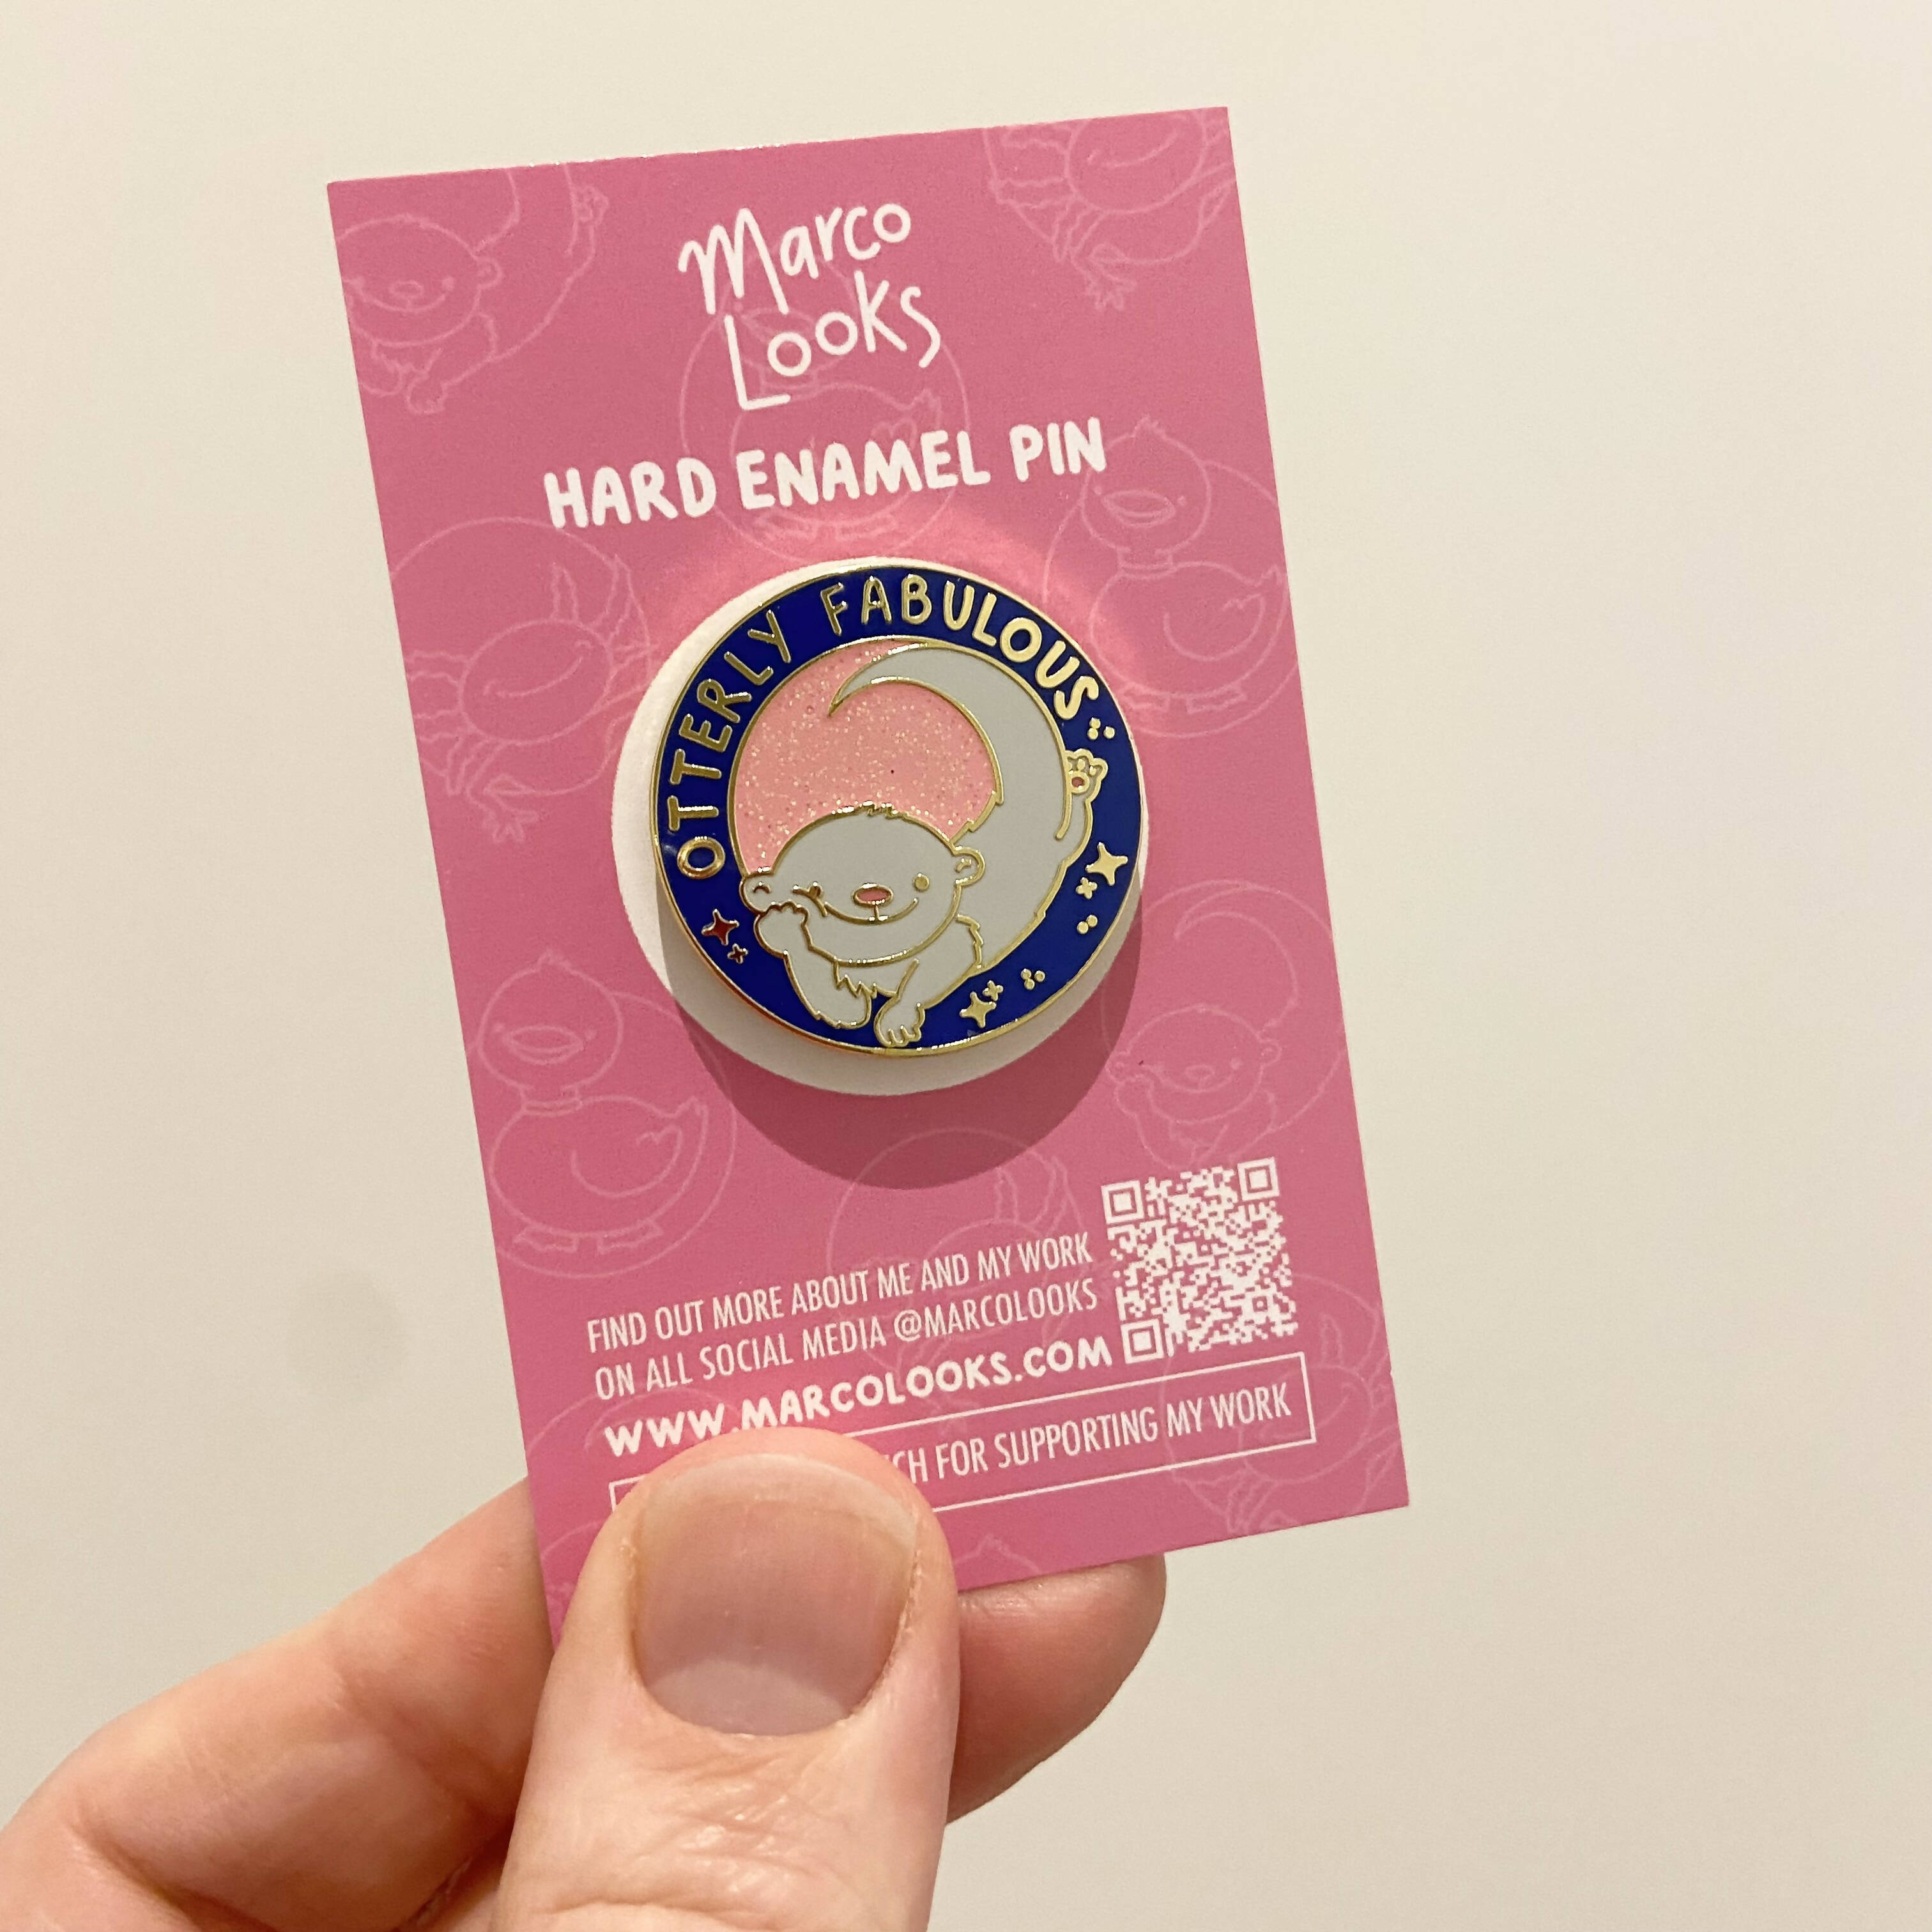 Marco
Looks
HARD ENAMEL PIN
OTTERLY FABULOUS
FIND OUT MORE ABOUT ME AND MY WORK
ON ALL SOCIAL MEDIA @MARCOLOOKS
WWW.MARCOLOOKS.COM
FOR SUPPORTING MY WORK